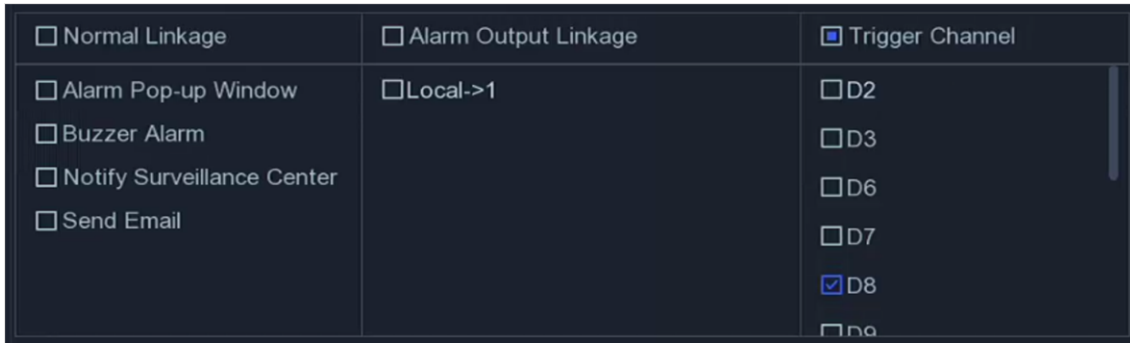 Normal Linkage
Alarm Output Linkage
Trigger Channel
Alarm Pop-up Window
Buzzer Alarm
Notify Surveillance Center
Send Email
Local->1
D2
D3
D6
D7
D8
D9